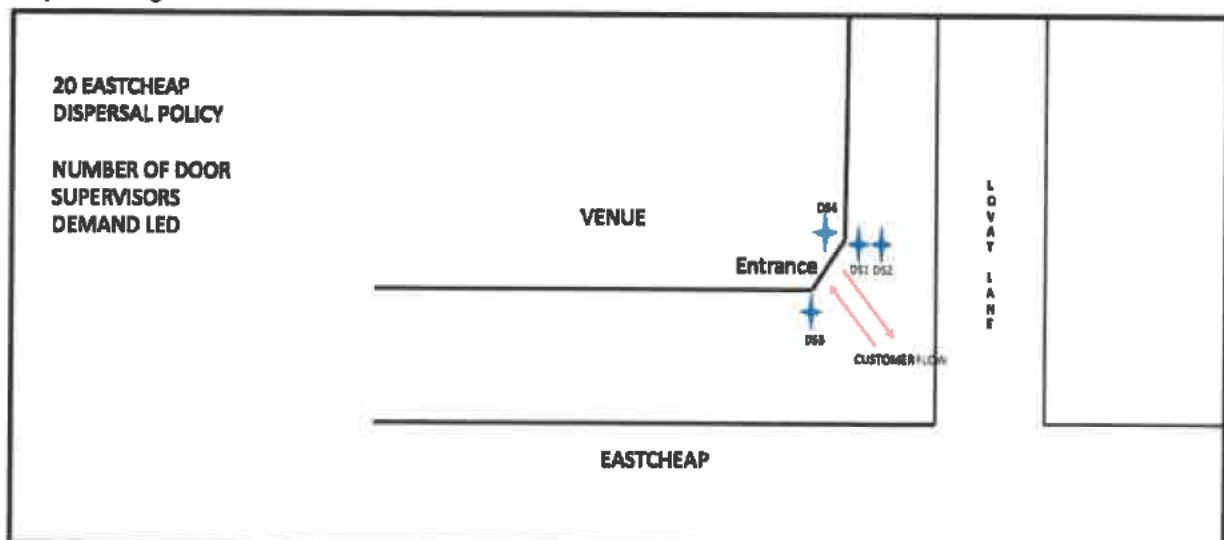 20 EASTCHEAP
DISPERSAL POLICY
NUMBER OF DOOR
SUPERVISORS
DEMAND LED
VENUE
DS4
Entrance
DS1 DS2
DS3
CUSTOMER FLOW
LOVAT LANE
EASTCHEAP